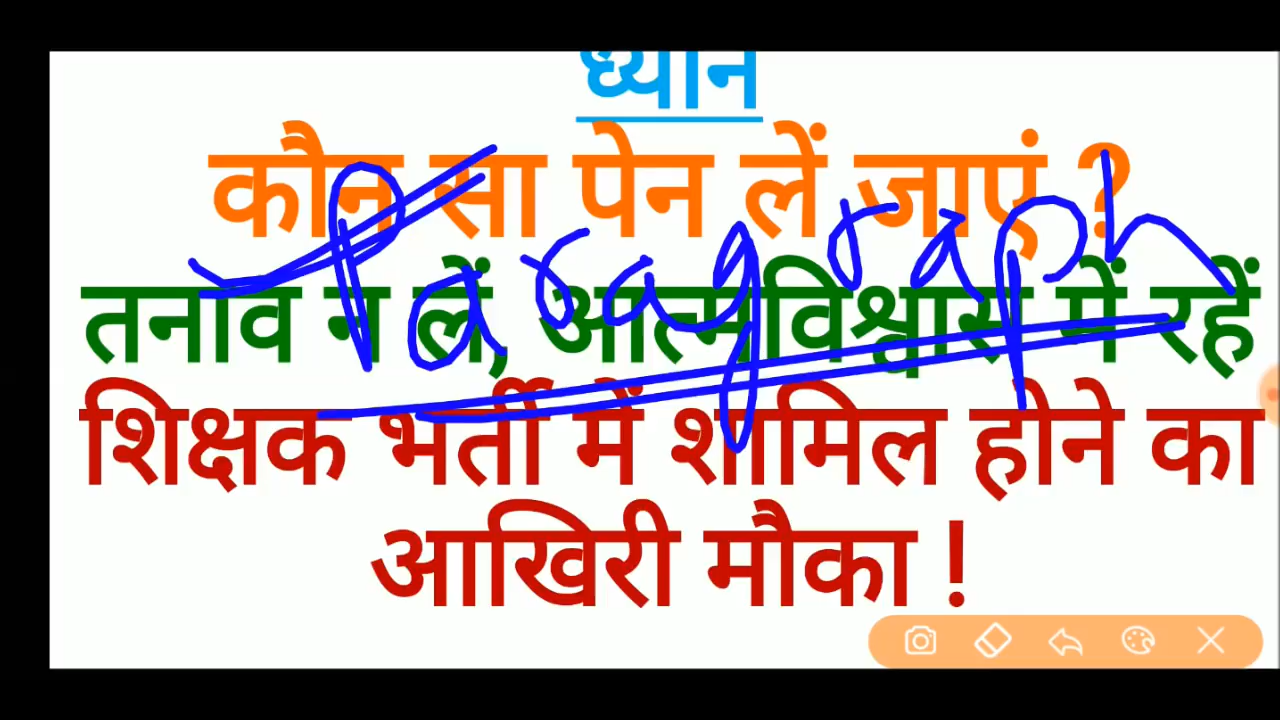 ध्यान
कौन सा पेन लें जाएं ?
Paragraph
तनाव न लें, आत्मविश्वास में रहें
शिक्षक भर्ती में शामिल होने का
आखिरी मौका !